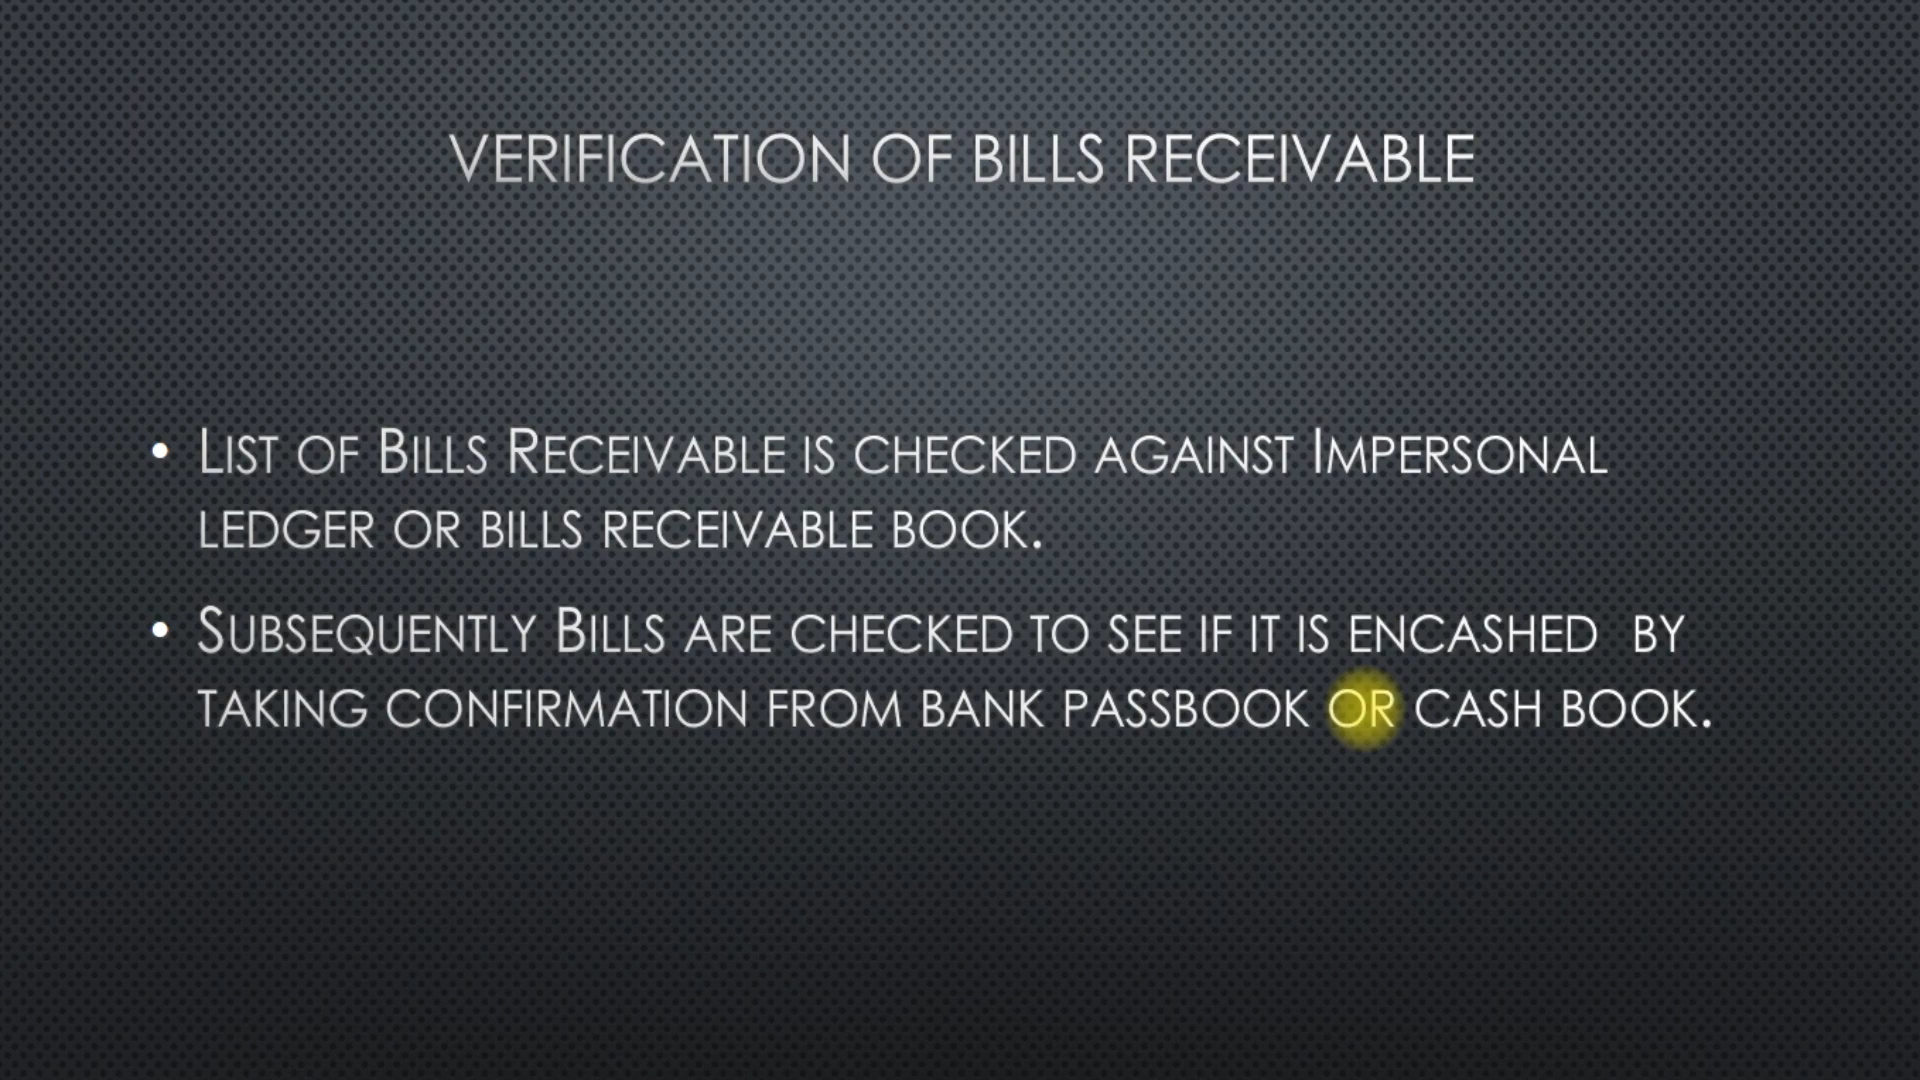 VERIFICATION OF BILLS RECEIVABLE
• LIST OF BILLS RECEIVABLE IS CHECKED AGAINST IMPERSONAL
LEDGER OR BILLS RECEIVABLE BOOK.
• SUBSEQUENTLY BILLS ARE CHECKED TO SEE IF IT IS ENCASHED  BY
TAKING CONFIRMATION FROM BANK PASSBOOK OR CASH BOOK.